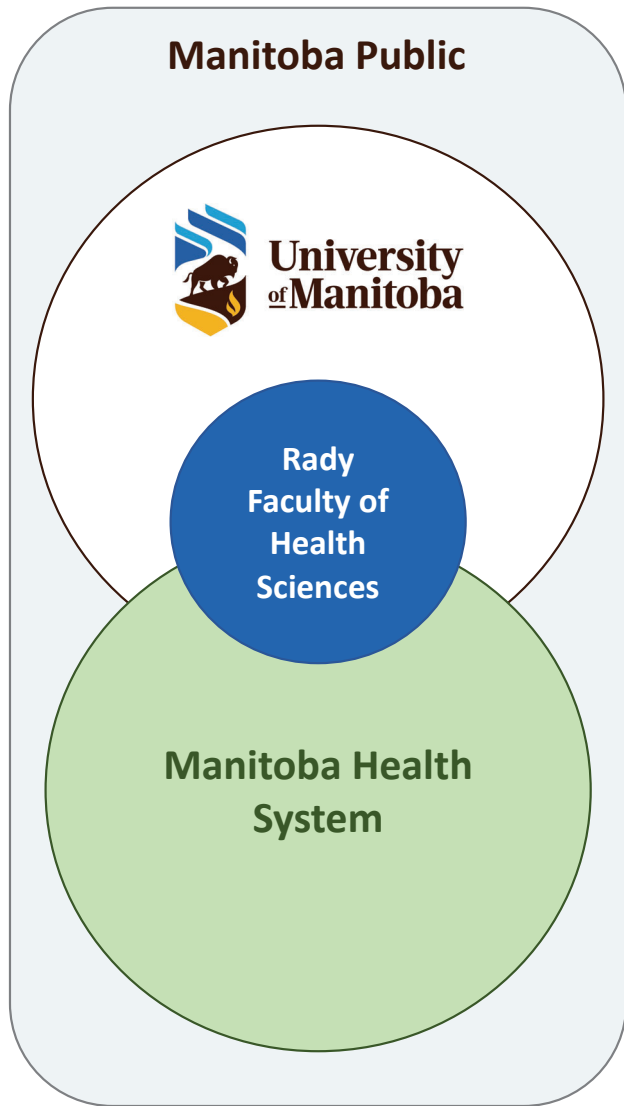 Manitoba Public
University
of Manitoba
Rady
Faculty of
Health
Sciences
Manitoba Health
System